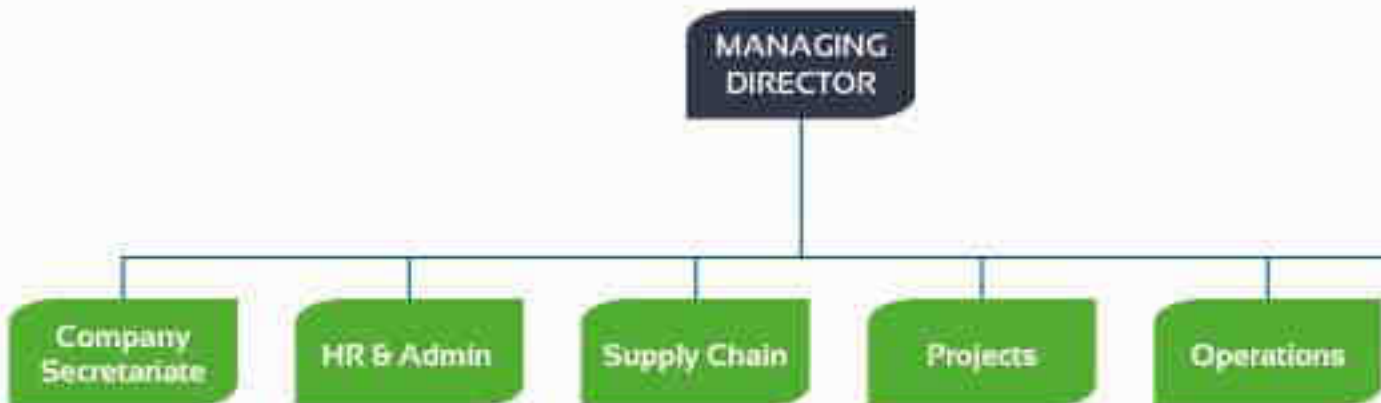 MANAGING
DIRECTOR
Company
Secretariate
HR & Admin
Supply Chain
Projects
Operations